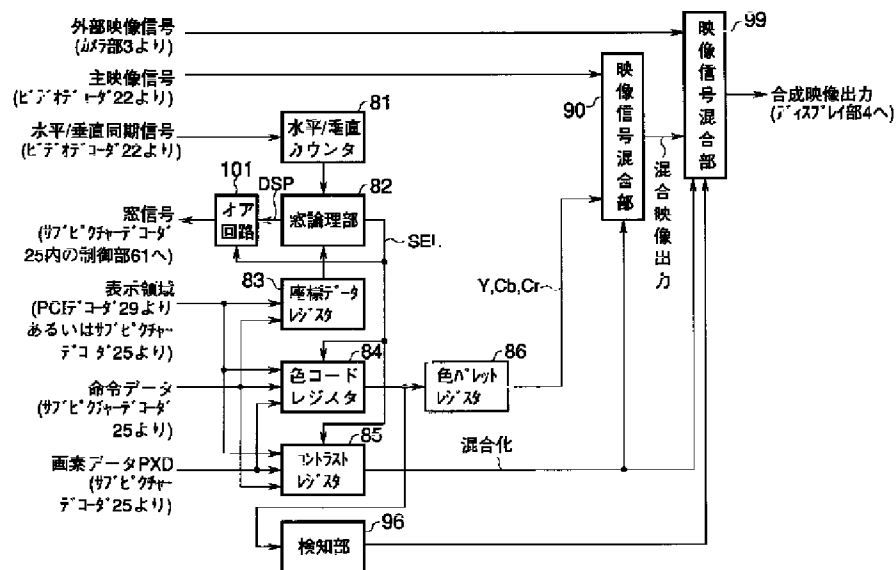 外部映像信号
(カメラ部3より)
主映像信号
(ビデオデコーダ22より)
水平/垂直同期信号
(ビデオデコーダ22より)
窓信号
(サブピクチャーデコーダ
25内の制御部61へ)
表示領域
(PCIデコーダ29より
あるいはサブピクチャー
デコーダ25より)
命令データ
(サブピクチャーデコーダ
25より)
画素データPXD
(サブピクチャー
デコーダ25より)
81
水平/垂直
カウンタ
101
オア
回路
DSP
82
窓論理部
SEL
83
座標データ
レジスタ
84
色コード
レジスタ
85
コントラスト
レジスタ
86
色パレット
レジスタ
Y,Cb,Cr
混合化
96
検知部
90
映像信号混合部
混合映像出力
99
映像信号混合部
合成映像出力
(ディスプレイ部4へ)